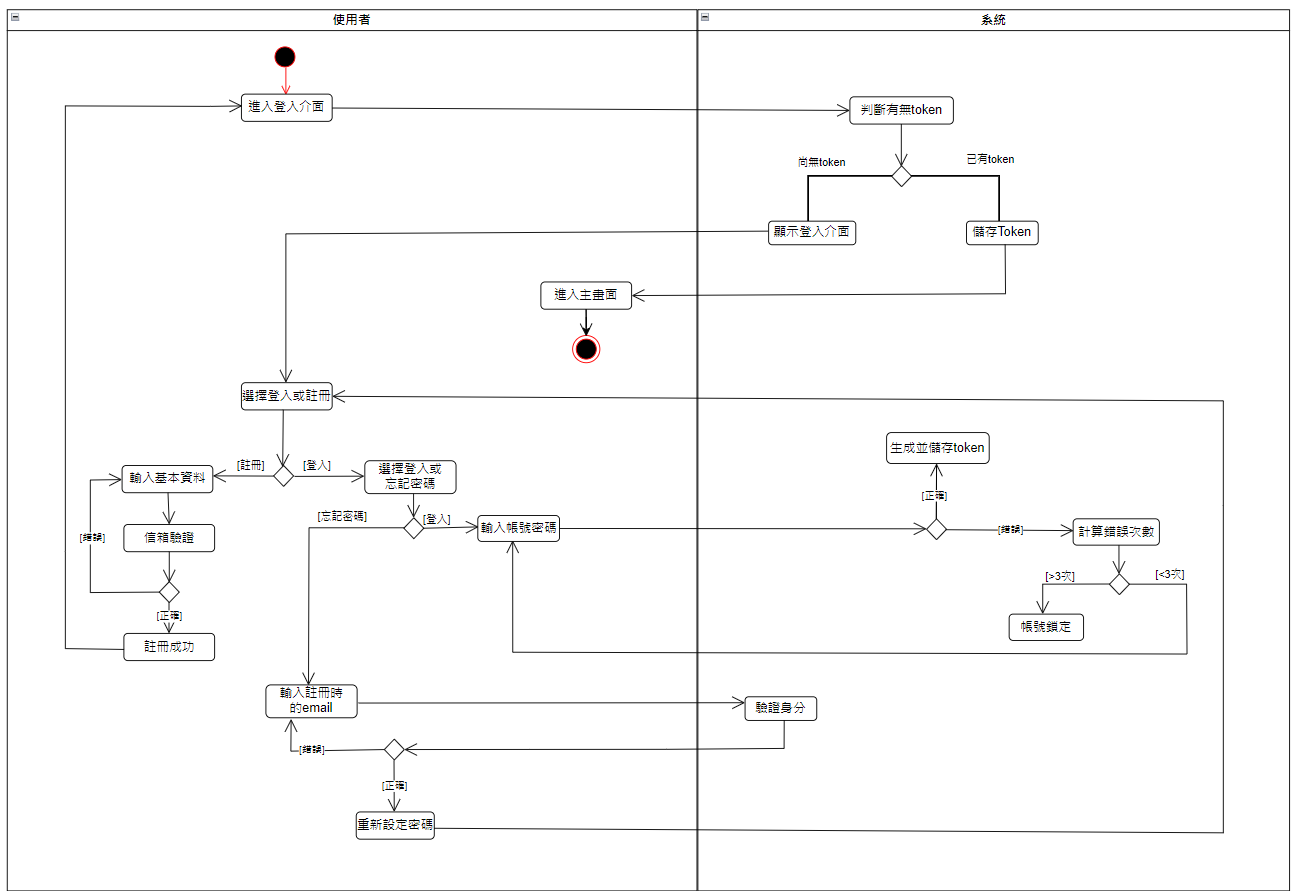 使用者
系統
進入登入介面
判斷有無token
尚無token
已有token
顯示登入介面
儲存Token
進入主畫面
選擇登入或註冊
[註冊]
[登入]
輸入基本資料
選擇登入或
忘記密碼
生成並儲存token
[正確]
[忘記密碼]
[登入]
輸入帳號密碼
[錯誤]
計算錯誤次數
[錯誤]
信箱驗證
[>3次]
[<3次]
[正確]
帳號鎖定
註冊成功
輸入註冊時
的email
驗證身分
[錯誤]
[正確]
重新設定密碼